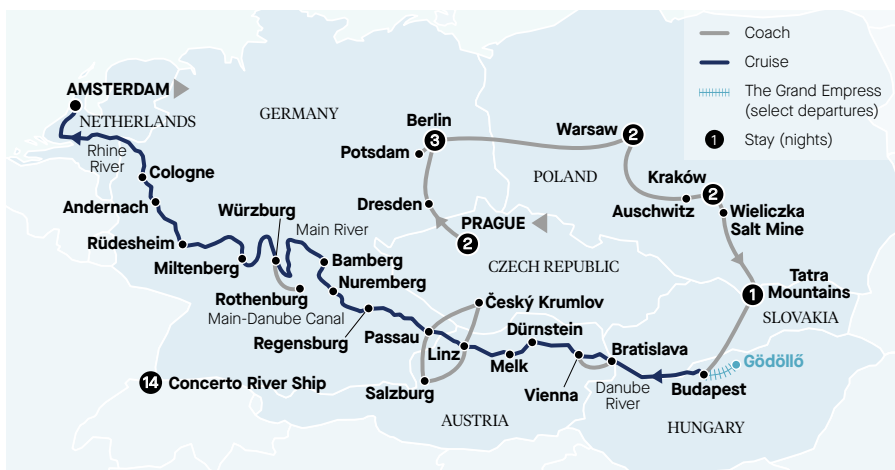 Coach
Cruise
The Grand Empress
(select departures)
1 Stay (nights)
AMSTERDAM
NETHERLANDS
GERMANY
Rhine
River
Cologne
Andernach
Rüdesheim
Miltenberg
Würzburg
Main River
Rothenburg
Bamberg
Nuremberg
Main-Danube Canal
Regensburg
Berlin
3
Potsdam
Dresden
PRAGUE
2
Warsaw
2
POLAND
Kraków
2
Auschwitz
Wieliczka
Salt Mine
CZECH REPUBLIC
Tatra
Mountains
1
SLOVAKIA
Český Krumlov
Passau
Linz
Salzburg
Dürnstein
Melk
Vienna
Bratislava
Danube
River
Budapest
Gödöllő
AUSTRIA
HUNGARY
14 Concerto River Ship